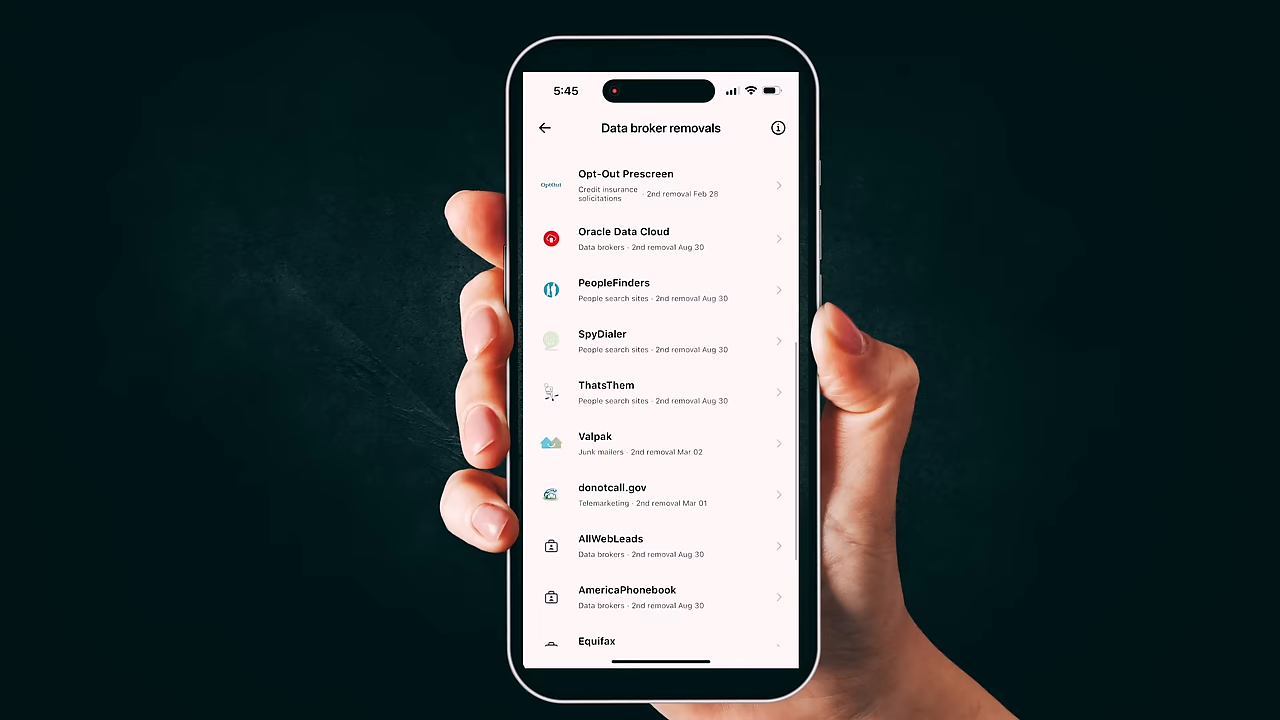 5:45
Data broker removals
OptOut
Opt-Out Prescreen
Credit insurance
solicitations · 2nd removal Feb 28
Oracle Data Cloud
Data brokers · 2nd removal Aug 30
PeopleFinders
People search sites · 2nd removal Aug 30
SpyDialer
People search sites · 2nd removal Aug 30
ThatsThem
People search sites · 2nd removal Aug 30
Valpak
Junk mailers · 2nd removal Mar 02
donotcall.gov
Telemarketing · 2nd removal Mar 01
AllWebLeads
Data brokers · 2nd removal Aug 30
AmericaPhonebook
Data brokers · 2nd removal Aug 30
Equifax